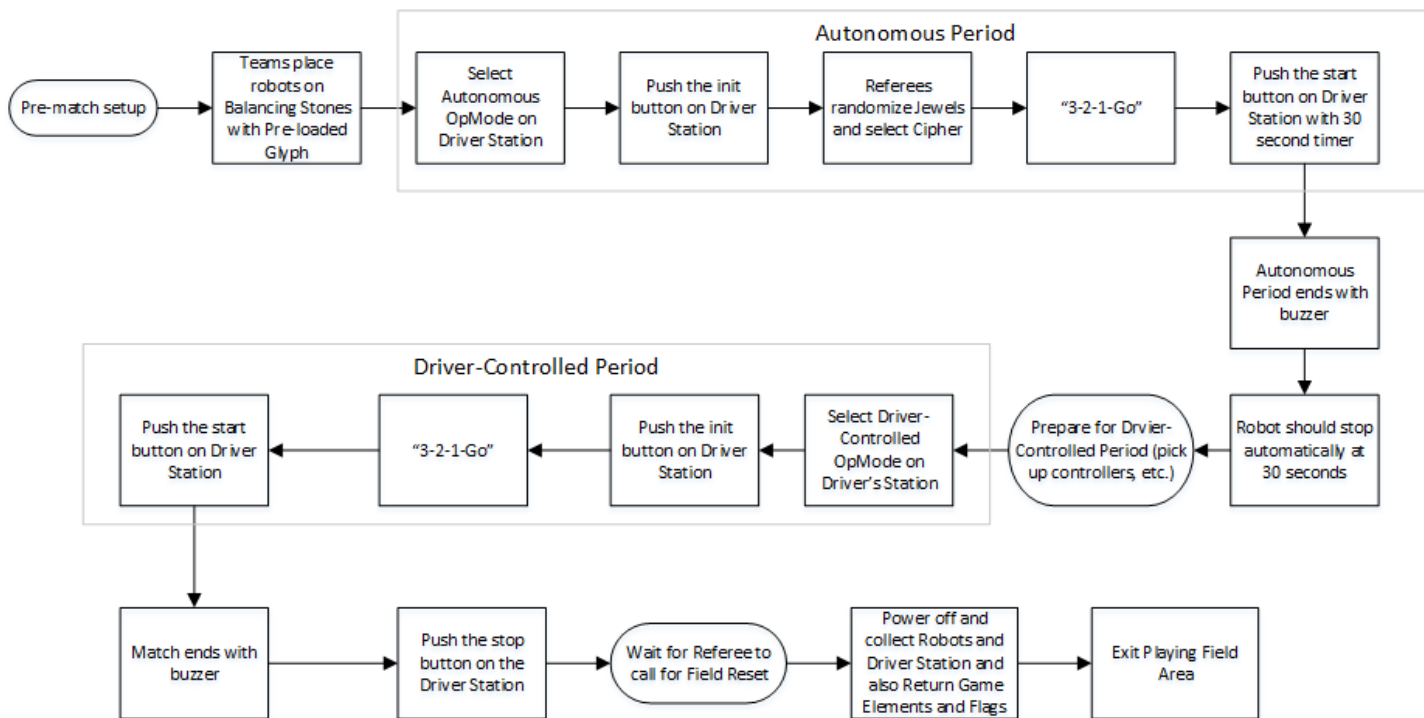 Autonomous Period
Pre-match setup
Teams place
robots on
Balancing Stones
with Pre-loaded
Glyph
Select
Autonomous
OpMode on
Driver Station
Push the init
button on Driver
Station
Referees
randomize Jewels
and select Cipher
“3-2-1-Go”
Push the start
button on Driver
Station with 30
second timer
Autonomous
Period ends with
buzzer
Robot should stop
automatically at
30 seconds
Prepare for Drvier-
Controlled Period (pick
up controllers, etc.)
Driver-Controlled Period
Select Driver-
Controlled
OpMode on
Driver’s Station
Push the init
button on Driver
Station
“3-2-1-Go”
Push the start
button on Driver
Station
Match ends with
buzzer
Push the stop
button on the
Driver Station
Wait for Referee to
call for Field Reset
Power off and
collect Robots and
Driver Station and
also Return Game
Elements and Flags
Exit Playing Field
Area